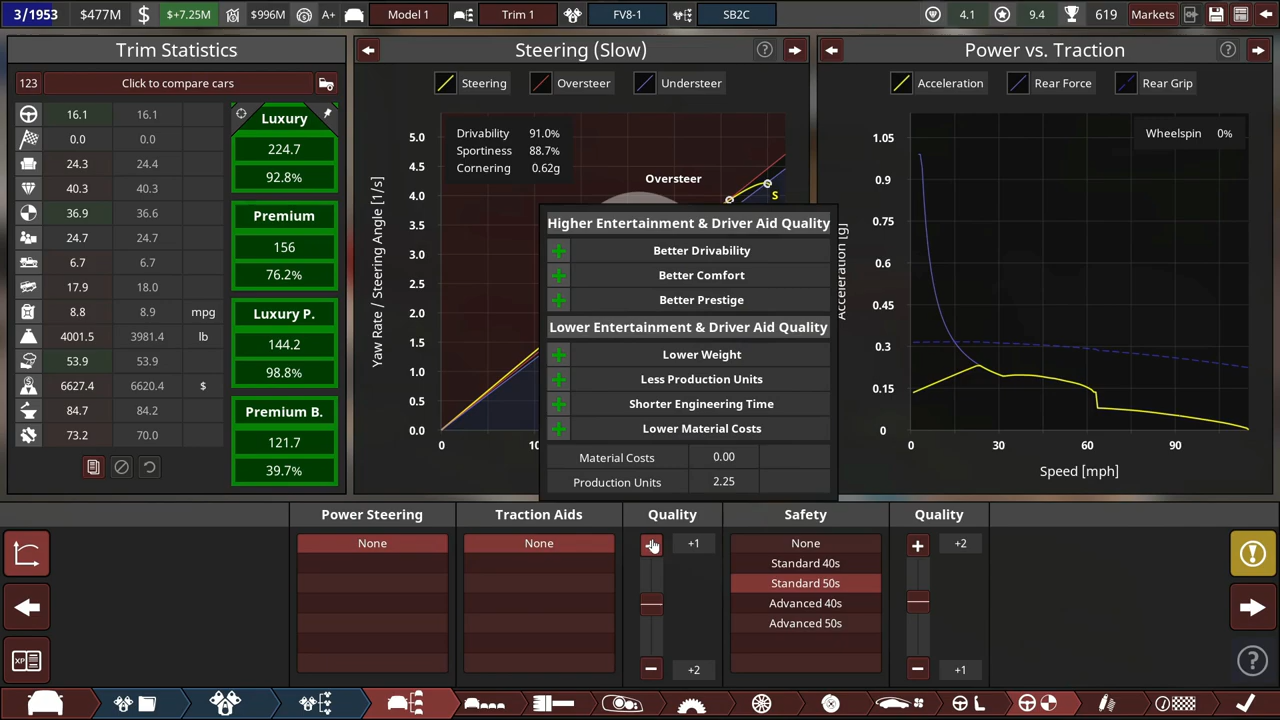 3/1953 $477M $+7.25M $996M A+ Model 1 Trim 1 FV8-1 SB2C 4.1 9.4 619 Markets
Trim Statistics
123 Click to compare cars
16.1 16.1
0.0 0.0
24.3 24.4
40.3 40.3
36.9 36.6
24.7 24.7
6.7 6.7
17.9 18.0
8.8 8.9 mpg
4001.5 3981.4 lb
53.9 53.9
6627.4 6620.4 $
84.7 84.2
73.2 70.0
Luxury
224.7
92.8%
Premium
156
76.2%
Luxury P.
144.2
98.8%
Premium B.
121.7
39.7%
Steering (Slow) ?
Steering Oversteer Understeer
Drivability 91.0%
Sportiness 88.7%
Cornering 0.62g
Oversteer
S
Yaw Rate / Steering Angle [1/s]
5.0
4.5
4.0
3.5
3.0
2.5
2.0
1.5
1.0
0.5
0.0
0
Higher Entertainment & Driver Aid Quality
Better Drivability
Better Comfort
Better Prestige
Lower Entertainment & Driver Aid Quality
Lower Weight
Less Production Units
Shorter Engineering Time
Lower Material Costs
Material Costs 0.00
Production Units 2.25
Power vs. Traction ?
Acceleration Rear Force Rear Grip
Wheelspin 0%
Acceleration [g]
1.05
0.9
0.75
0.6
0.45
0.3
0.15
0
0 30 60 90
Speed [mph]
Power Steering
None
Traction Aids
None
Quality
+1
+2
Safety
None
Standard 40s
Standard 50s
Advanced 40s
Advanced 50s
Quality
+2
+1
XP
?